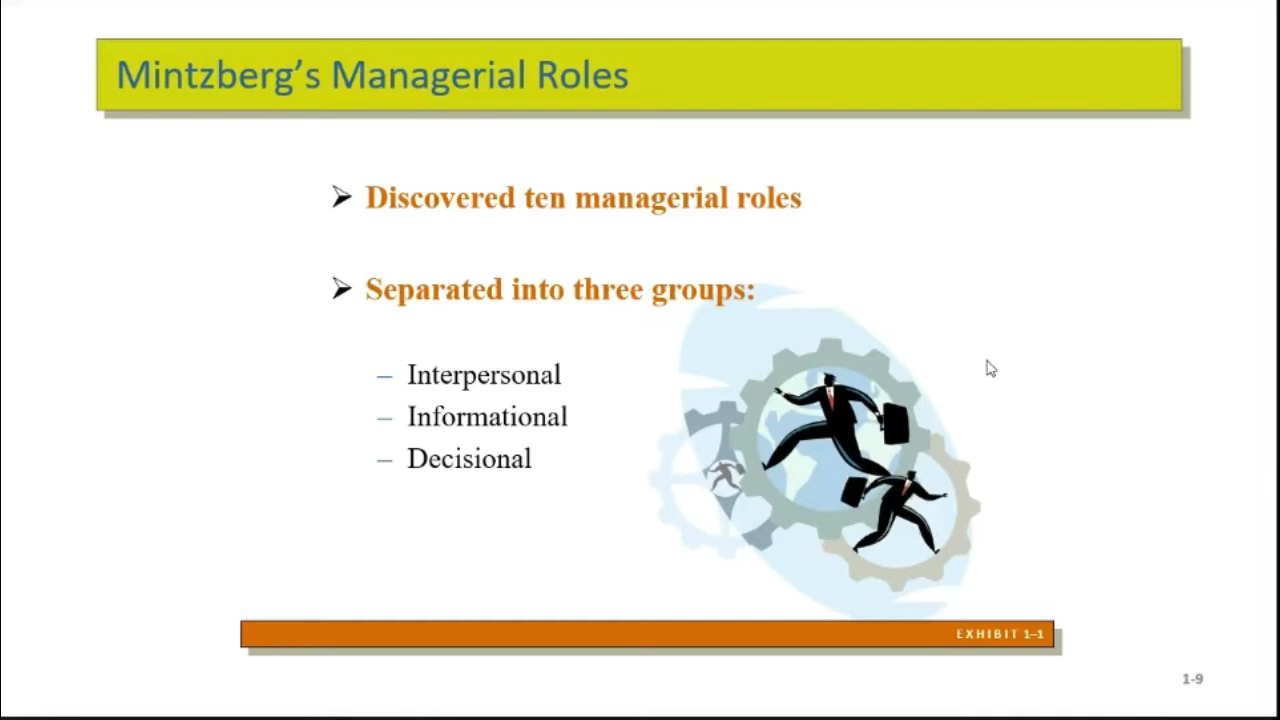 Mintzberg’s Managerial Roles
➢ Discovered ten managerial roles
➢ Separated into three groups:
– Interpersonal
– Informational
– Decisional
EXHIBIT 1–1
1-9